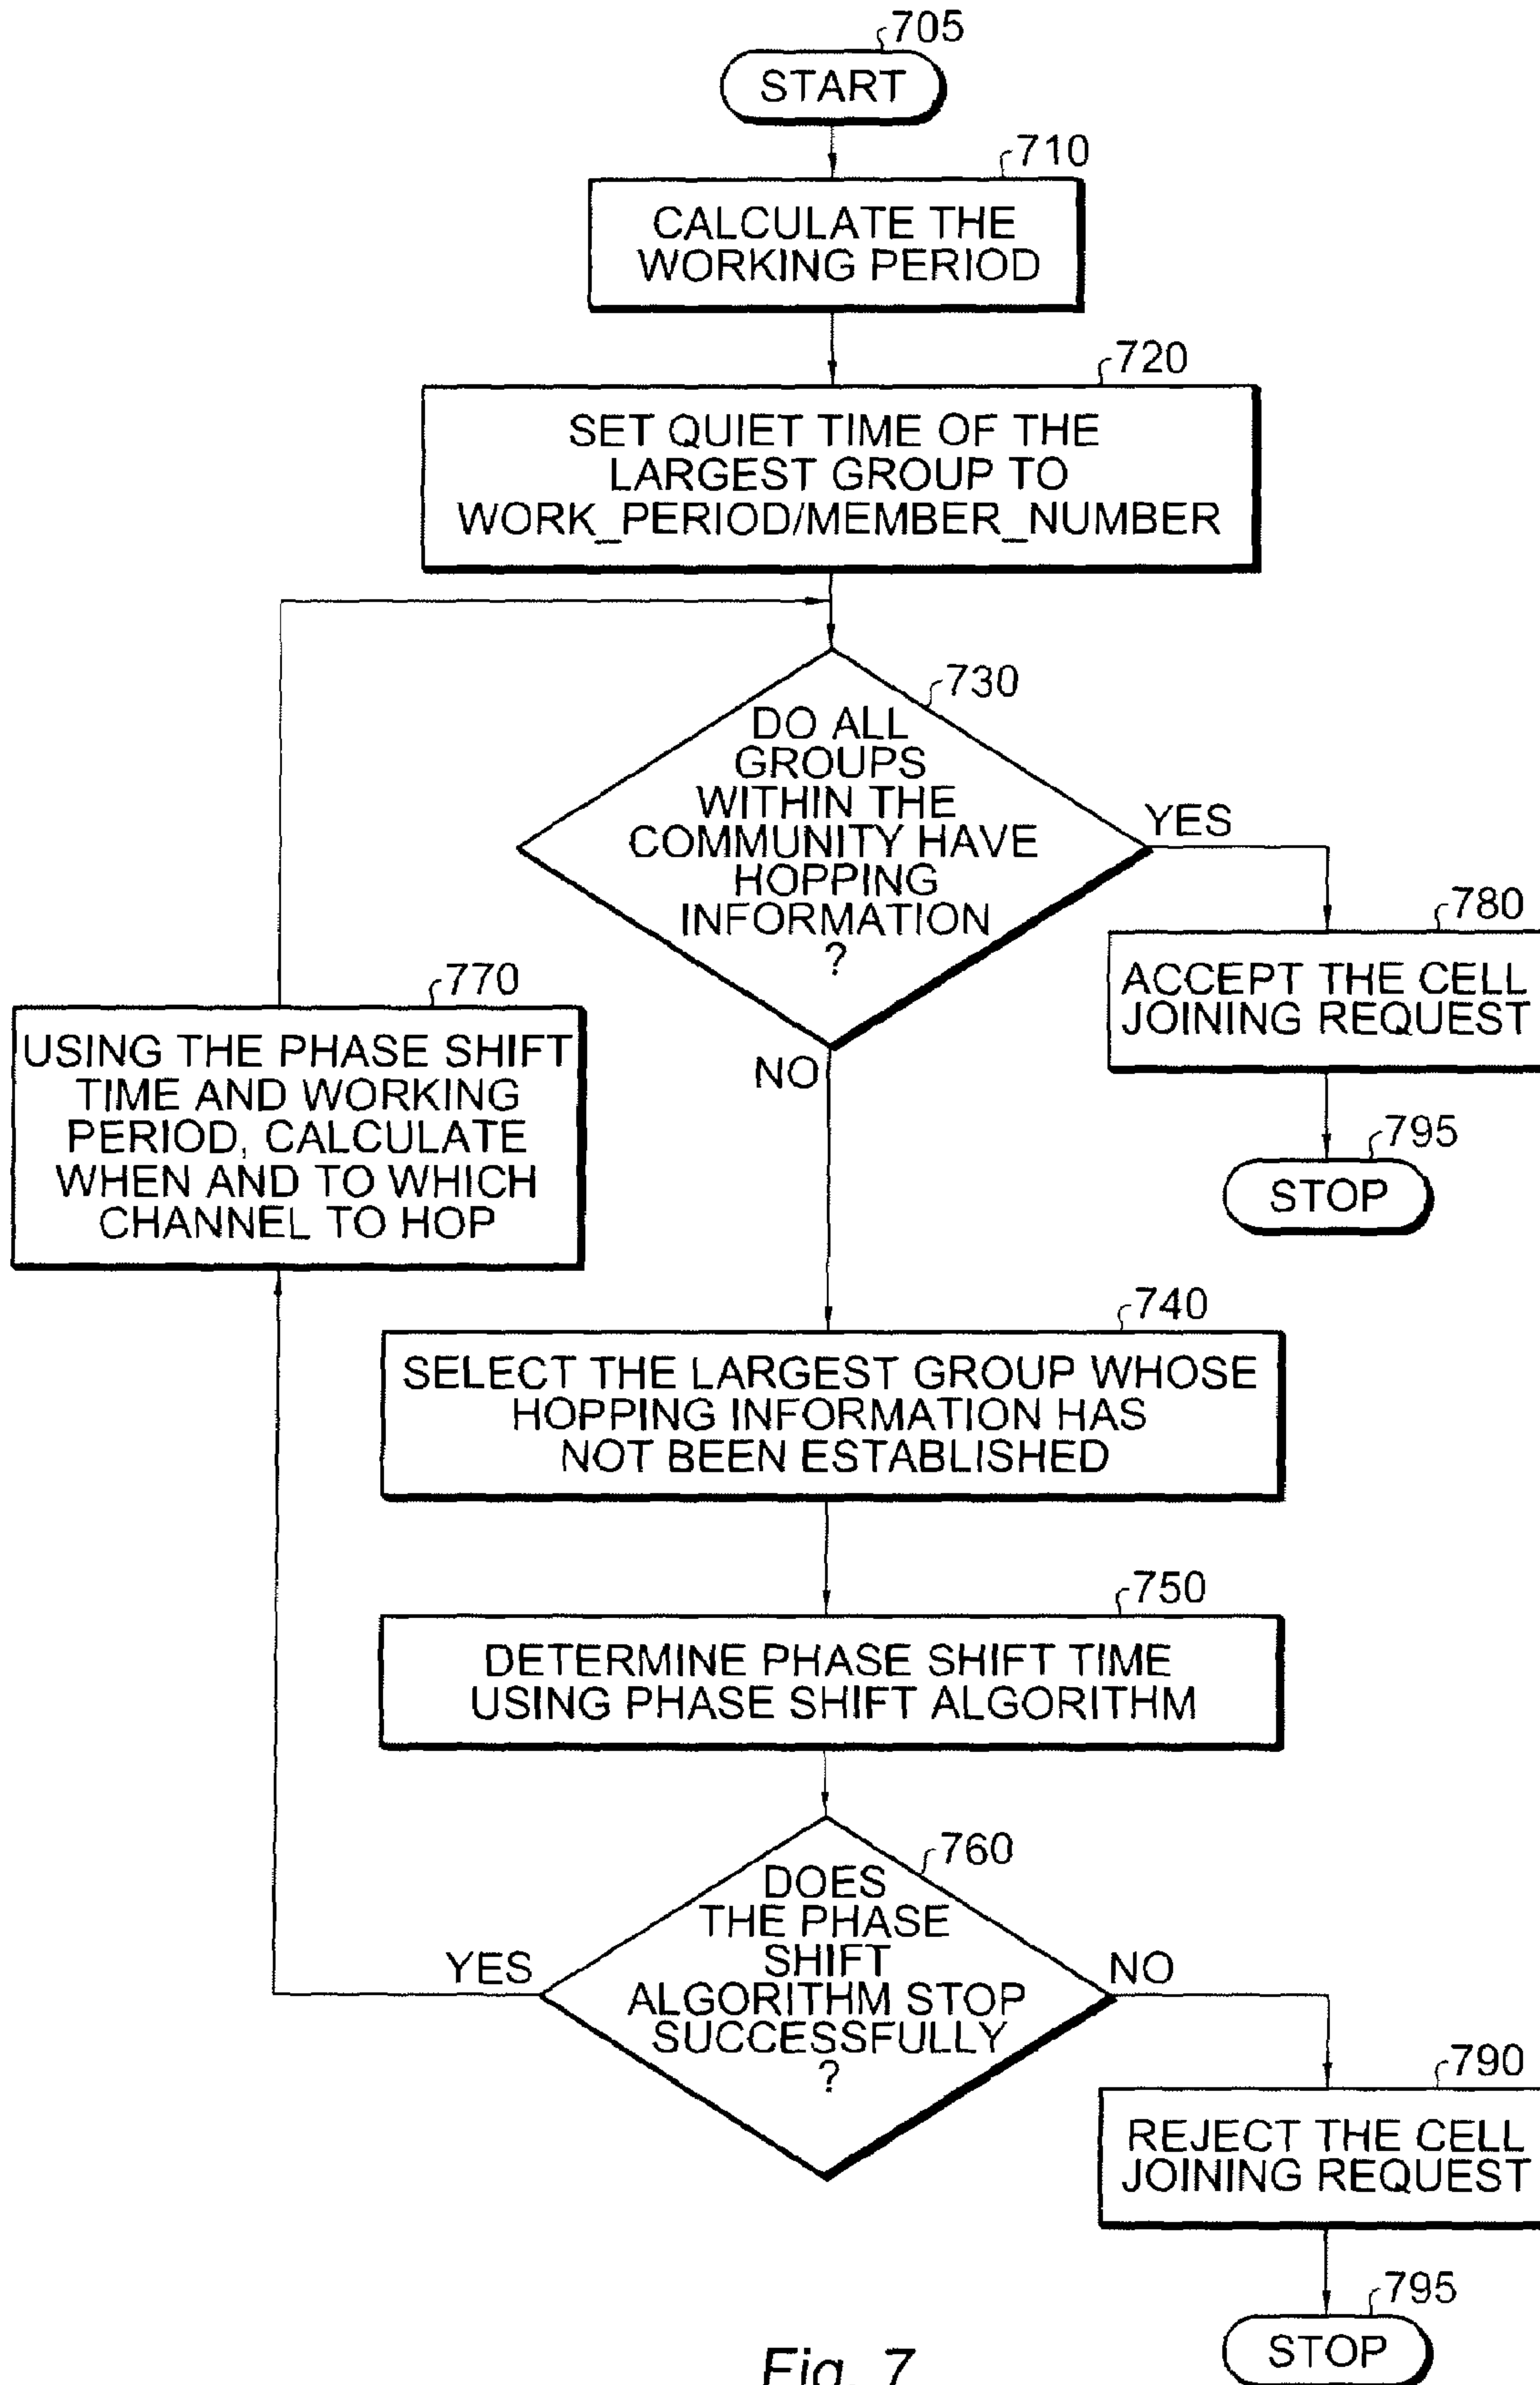 705
START
710
CALCULATE THE
WORKING PERIOD
720
SET QUIET TIME OF THE
LARGEST GROUP TO
WORK_PERIOD/MEMBER_NUMBER
730
DO ALL
GROUPS
WITHIN THE
COMMUNITY HAVE
HOPPING
INFORMATION
?
YES
NO
780
ACCEPT THE CELL
JOINING REQUEST
795
STOP
770
USING THE PHASE SHIFT
TIME AND WORKING
PERIOD, CALCULATE
WHEN AND TO WHICH
CHANNEL TO HOP
740
SELECT THE LARGEST GROUP WHOSE
HOPPING INFORMATION HAS
NOT BEEN ESTABLISHED
750
DETERMINE PHASE SHIFT TIME
USING PHASE SHIFT ALGORITHM
760
DOES
THE PHASE
SHIFT
ALGORITHM STOP
SUCCESSFULLY
?
YES
NO
790
REJECT THE CELL
JOINING REQUEST
795
STOP
Fig. 7